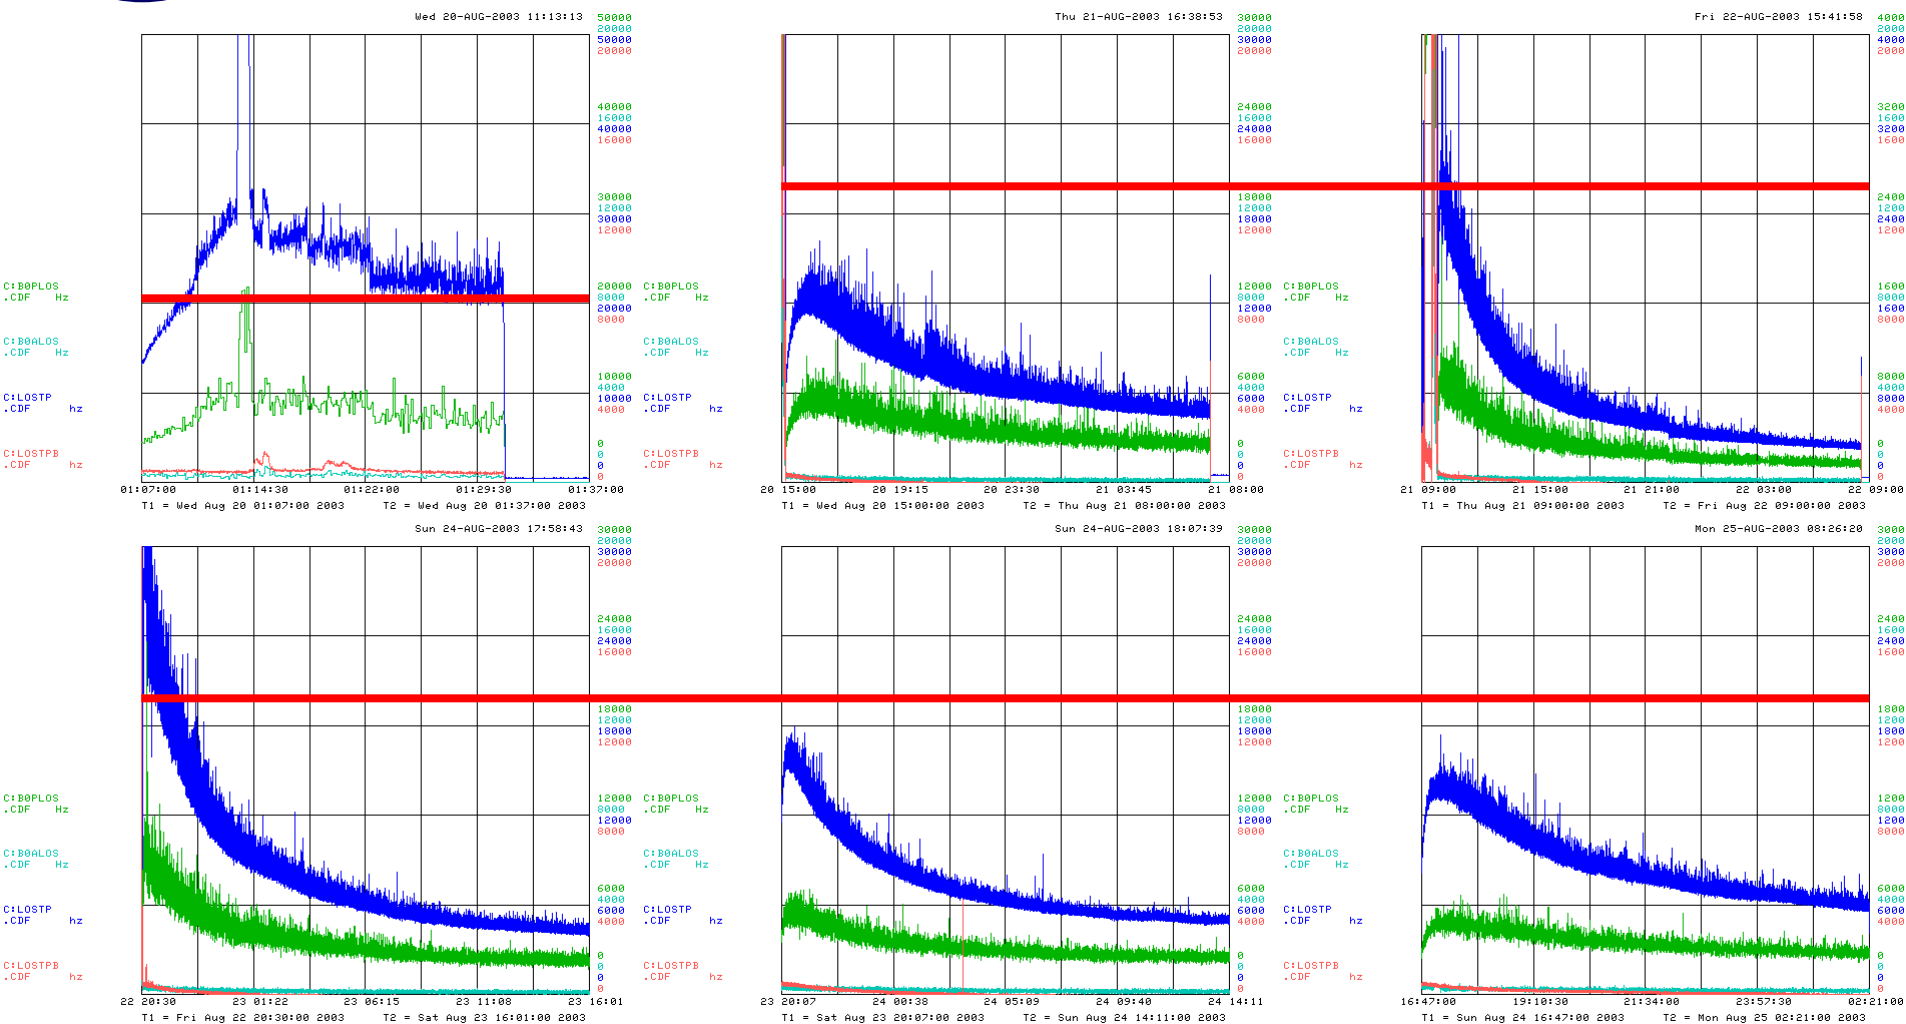 Wed 20-AUG-2003 11:13:13
50000
20000
50000
20000
40000
16000
40000
16000
30000
12000
30000
12000
C:B0PLOS
.CDF Hz
20000
8000
20000
8000
C:B0ALOS
.CDF Hz
10000
4000
10000
4000
C:LOSTP
.CDF hz
0
0
0
0
C:LOSTPB
.CDF hz
01:07:00 01:14:30 01:22:00 01:29:30 01:37:00
T1 = Wed Aug 20 01:07:00 2003 T2 = Wed Aug 20 01:37:00 2003
Thu 21-AUG-2003 16:38:53
30000
20000
30000
20000
24000
16000
24000
16000
18000
12000
18000
12000
C:B0PLOS
.CDF Hz
12000
8000
12000
8000
C:B0ALOS
.CDF Hz
6000
4000
6000
4000
C:LOSTP
.CDF hz
0
0
0
0
C:LOSTPB
.CDF hz
20 15:00 20 19:15 20 23:30 21 03:45 21 08:00
T1 = Wed Aug 20 15:00:00 2003 T2 = Thu Aug 21 08:00:00 2003
Fri 22-AUG-2003 15:41:58
4000
2000
4000
2000
3200
1600
3200
1600
2400
1200
2400
1200
C:B0PLOS
.CDF Hz
1600
8000
1600
8000
C:B0ALOS
.CDF Hz
8000
4000
8000
4000
C:LOSTP
.CDF hz
0
0
0
0
C:LOSTPB
.CDF hz
21 09:00 21 15:00 21 21:00 22 03:00 22 09:00
T1 = Thu Aug 21 09:00:00 2003 T2 = Fri Aug 22 09:00:00 2003
Sun 24-AUG-2003 17:58:43
30000
20000
30000
20000
24000
16000
24000
16000
18000
12000
18000
12000
C:B0PLOS
.CDF Hz
12000
8000
12000
8000
C:B0ALOS
.CDF Hz
6000
4000
6000
4000
C:LOSTP
.CDF hz
0
0
0
0
C:LOSTPB
.CDF hz
22 20:30 23 01:22 23 06:15 23 11:08 23 16:01
T1 = Fri Aug 22 20:30:00 2003 T2 = Sat Aug 23 16:01:00 2003
Sun 24-AUG-2003 18:07:39
30000
20000
30000
20000
24000
16000
24000
16000
18000
12000
18000
12000
C:B0PLOS
.CDF Hz
12000
8000
12000
8000
C:B0ALOS
.CDF Hz
6000
4000
6000
4000
C:LOSTP
.CDF hz
0
0
0
0
C:LOSTPB
.CDF hz
23 20:07 24 00:38 24 05:09 24 09:40 24 14:11
T1 = Sat Aug 23 20:07:00 2003 T2 = Sun Aug 24 14:11:00 2003
Mon 25-AUG-2003 08:26:20
3000
2000
3000
2000
2400
1600
2400
1600
1800
1200
1800
1200
C:B0PLOS
.CDF Hz
1200
8000
1200
8000
C:B0ALOS
.CDF Hz
6000
4000
6000
4000
C:LOSTP
.CDF hz
0
0
0
0
C:LOSTPB
.CDF hz
16:47:00 19:10:30 21:34:00 23:57:30 02:21:00
T1 = Sun Aug 24 16:47:00 2003 T2 = Mon Aug 25 02:21:00 2003